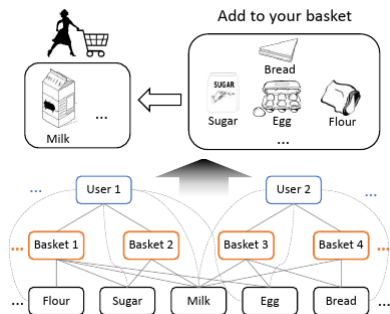 Add to your basket
Bread
SUGAR
Sugar
Egg
Flour
...
Milk
...
... User 1 User 2 ...
... Basket 1 Basket 2 Basket 3 Basket 4 ...
... Flour Sugar Milk Egg Bread ...